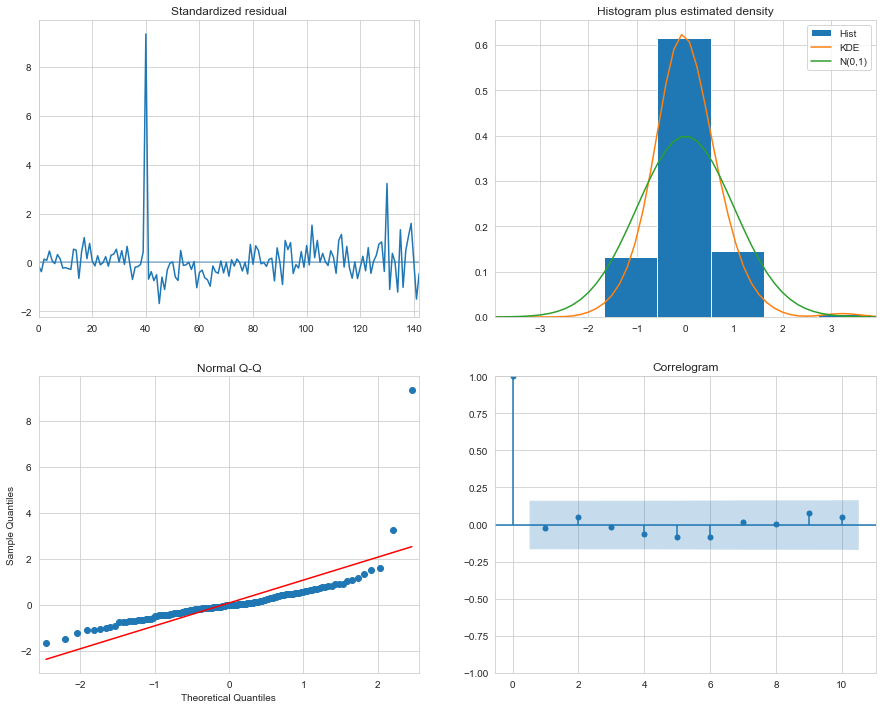 Standardized residual
8
6
4
2
0
−2
0 20 40 60 80 100 120 140
Histogram plus estimated density
Hist
KDE
N(0,1)
0.6
0.5
0.4
0.3
0.2
0.1
0.0
−3 −2 −1 0 1 2 3
Normal Q-Q
Sample Quantiles
8
6
4
2
0
−2
−2 −1 0 1 2
Theoretical Quantiles
Correlogram
1.00
0.75
0.50
0.25
0.00
−0.25
−0.50
−0.75
−1.00
0 2 4 6 8 10